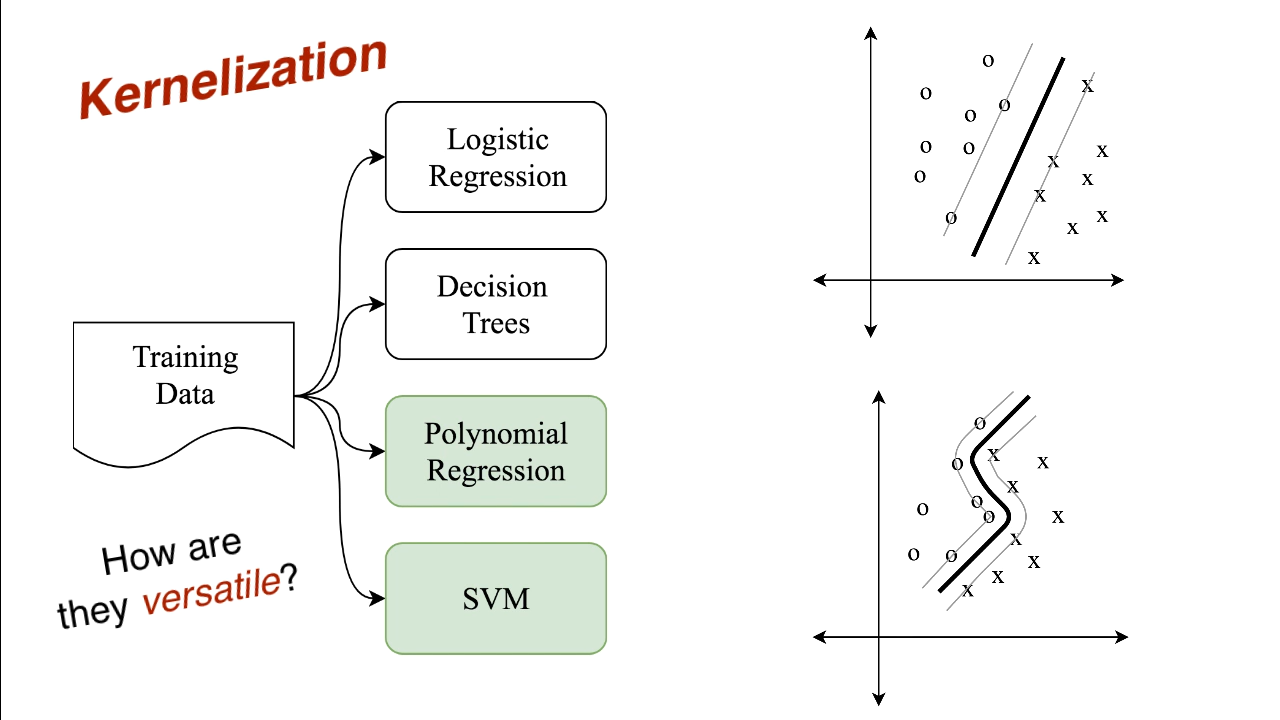 Kernelization
Logistic
Regression
Decision
Trees
Training
Data
Polynomial
Regression
SVM
How are
they versatile?